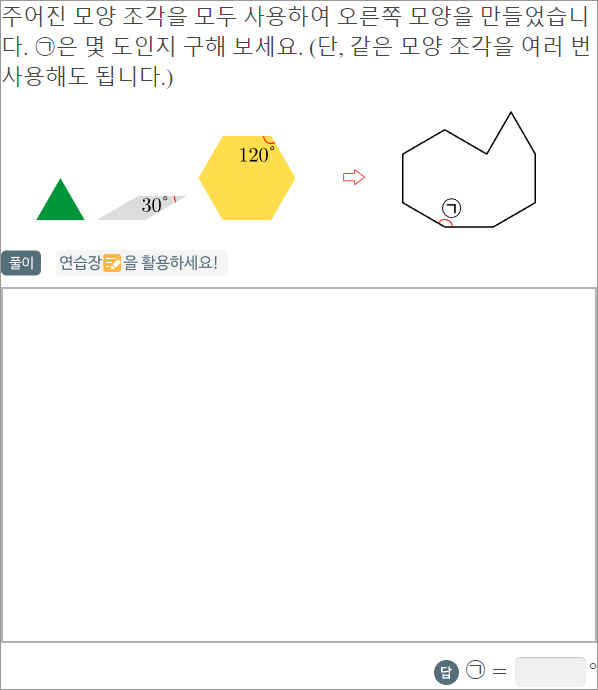 주어진 모양 조각을 모두 사용하여 오른쪽 모양을 만들었습니
다. ㉠은 몇 도인지 구해 보세요. (단, 같은 모양 조각을 여러 번
사용해도 됩니다.)
120°
30°
㉠
풀이 연습장 을 활용하세요!
답 ㉠ = °